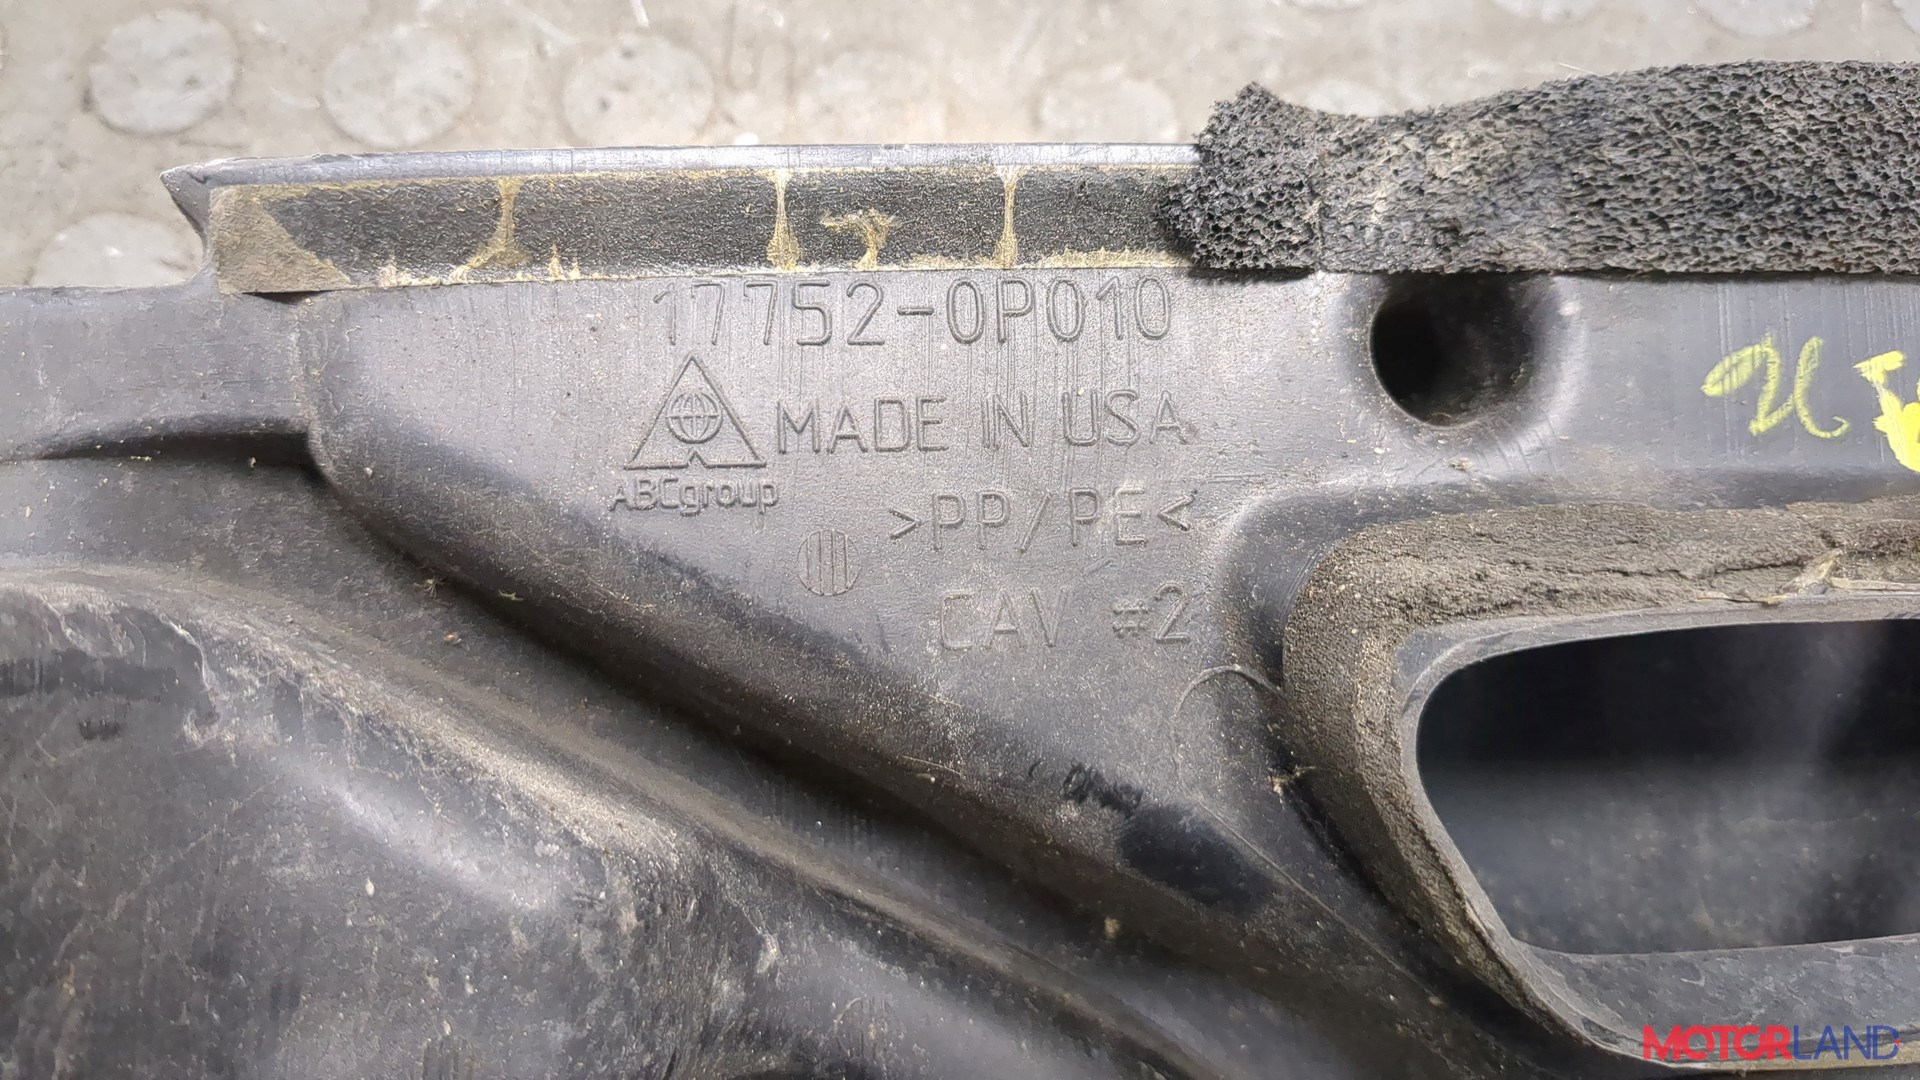 17752-0P010
MADE IN USA
ABCgroup
>PP/PE<
CAV #2
MOTORLAND